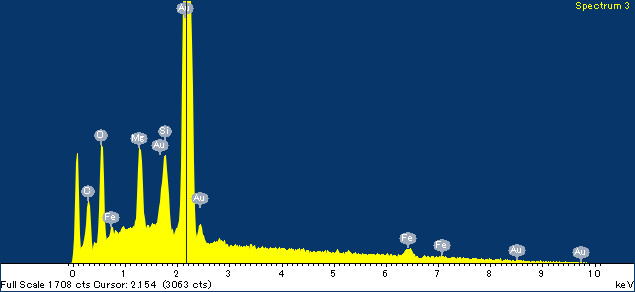 Spectrum 3
Au
O
Mg
Si
Au
C
Fe
Au
Fe
Fe
Au
Au
0 1 2 3 4 5 6 7 8 9 10
Full Scale 1708 cts Cursor: 2.154 (3063 cts) keV